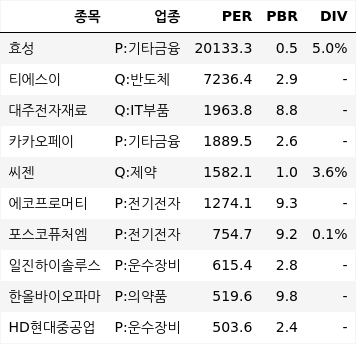 종목 업종 PER PBR DIV
효성 P:기타금융 20133.3 0.5 5.0%
티에스이 Q:반도체 7236.4 2.9 -
대주전자재료 Q:IT부품 1963.8 8.8 -
카카오페이 P:기타금융 1889.5 2.6 -
씨젠 Q:제약 1582.1 1.0 3.6%
에코프로머티 P:전기전자 1274.1 9.3 -
포스코퓨처엠 P:전기전자 754.7 9.2 0.1%
일진하이솔루스 P:운수장비 615.4 2.8 -
한올바이오파마 P:의약품 519.6 9.8 -
HD현대중공업 P:운수장비 503.6 2.4 -